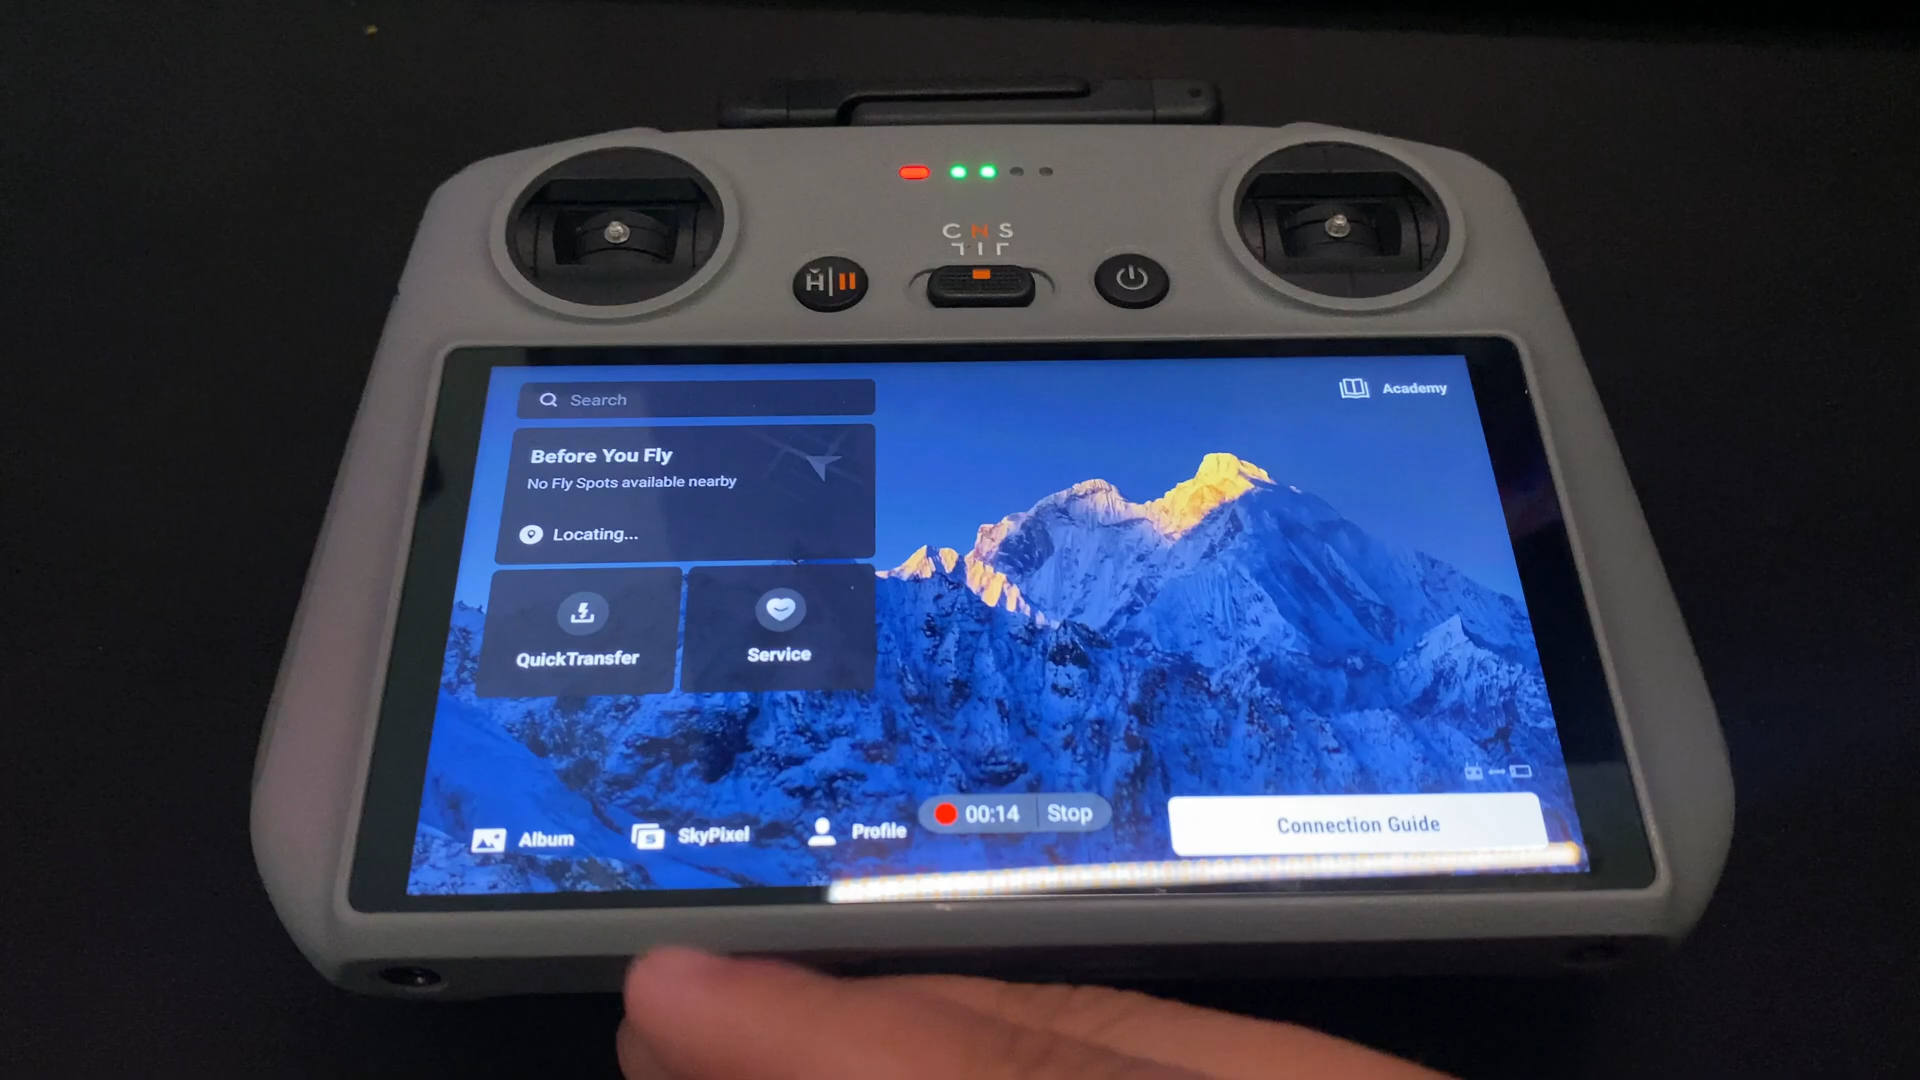 C N S
H
Search
Academy
Before You Fly
No Fly Spots available nearby
Locating...
QuickTransfer
Service
Album
SkyPixel
Profile
00:14
Stop
Connection Guide